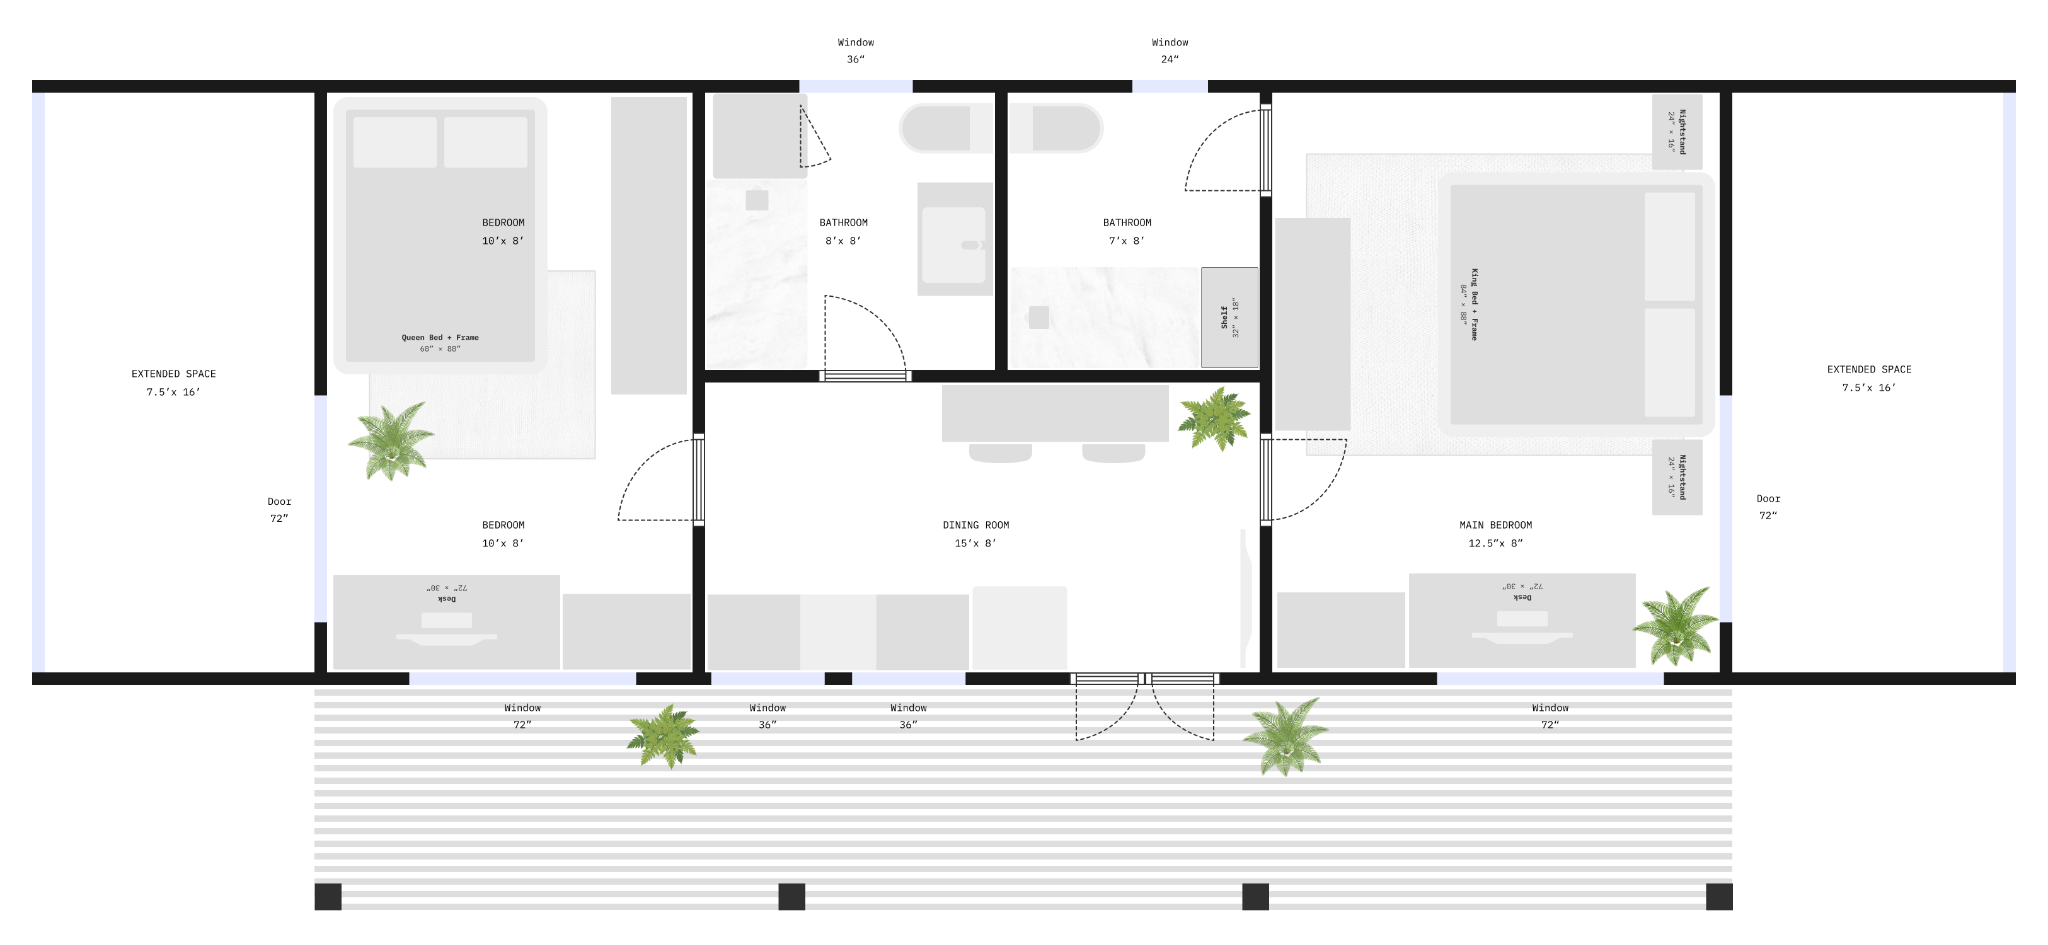 Window
36“
Window
24“
Nightstand
24” × 16”
BEDROOM
10’x 8’
BATHROOM
8’x 8’
BATHROOM
7’x 8’
King Bed + Frame
84” × 88”
Shelf
32” × 18”
Queen Bed + Frame
60” × 88”
EXTENDED SPACE
7.5’x 16’
EXTENDED SPACE
7.5’x 16’
Nightstand
24” × 16”
Door
72“
Door
72“
BEDROOM
10’x 8’
DINING ROOM
15’x 8’
MAIN BEDROOM
12.5”x 8”
Desk
72” × 30”
Desk
72” × 30”
Window
72“
Window
36”
Window
36”
Window
72“